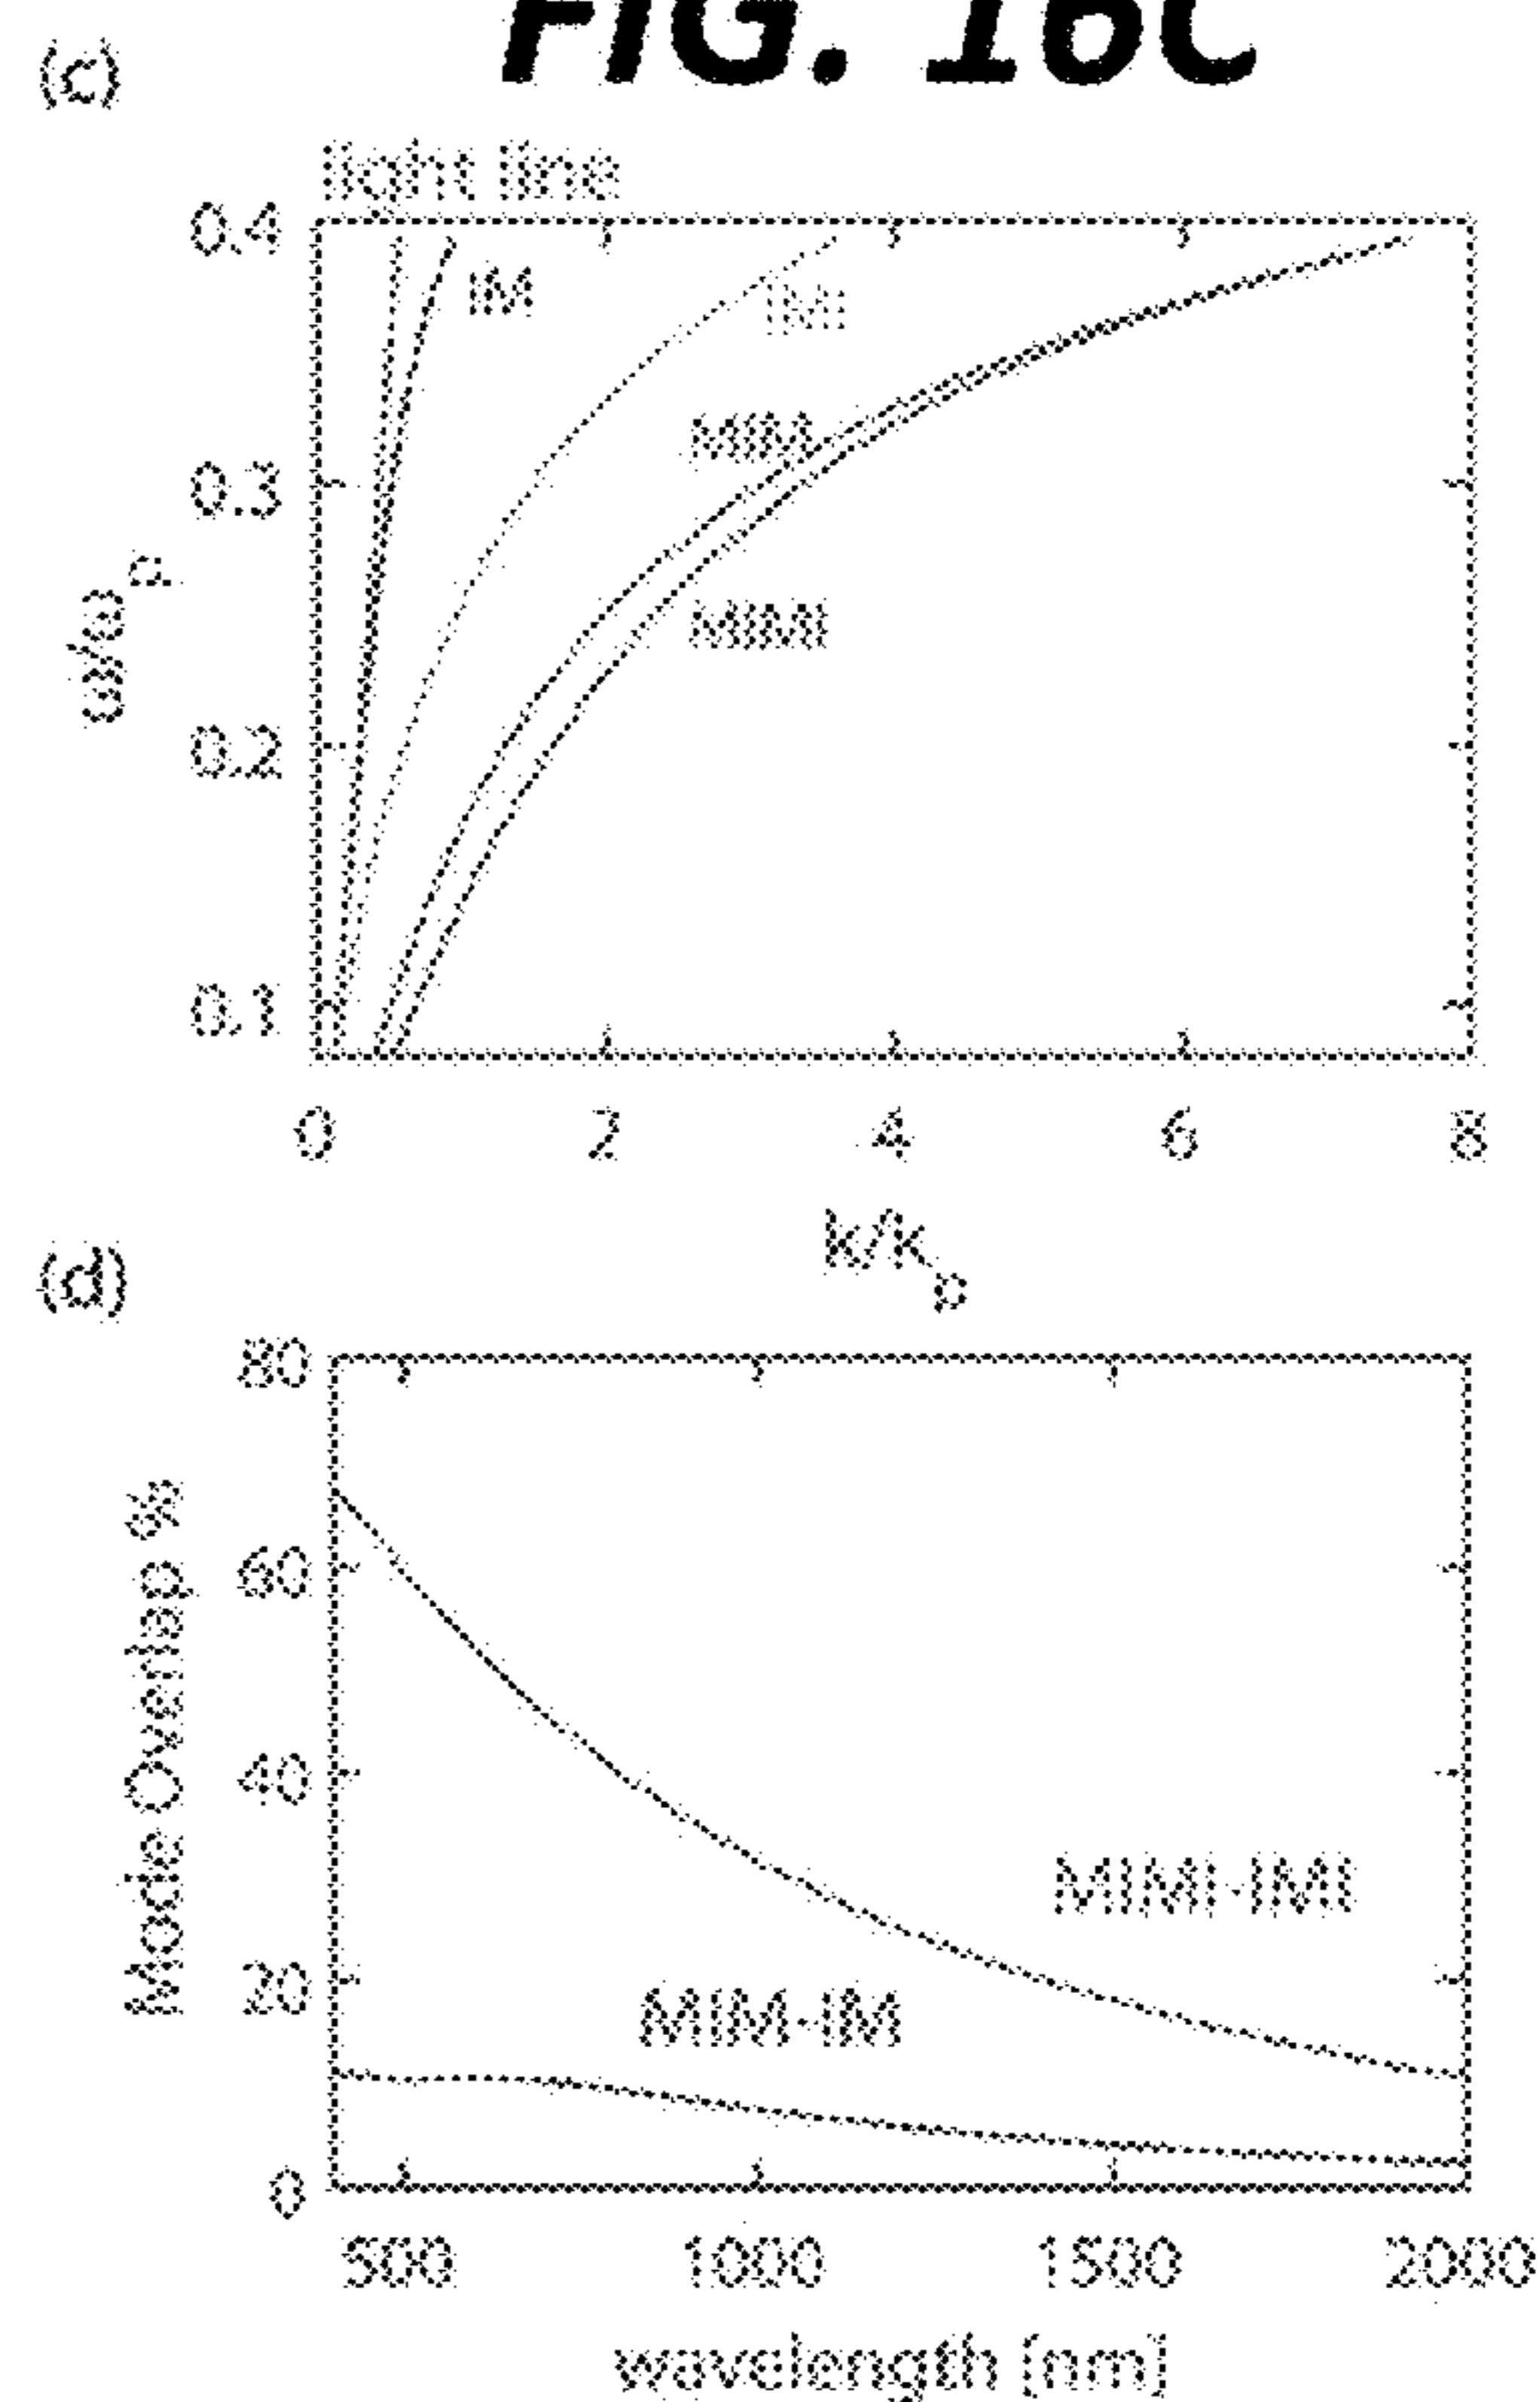 FIG. 16C
(c)
light line
0.4
IM
IMI
MIM
0.3
ω/ωp
MIMI
0.2
0.1
0 2 4 6 8
k/kp
(d)
80
Mode Overlap %
60
40
MIMI-IMI
20
MIM-IM
0
500 1000 1500 2000
wavelength [nm]